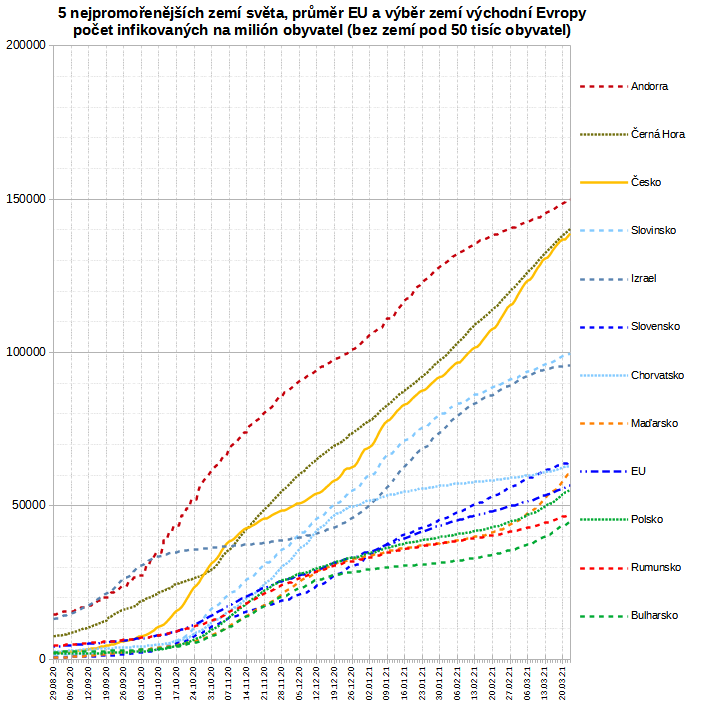 5 nejpromořenějších zemí světa, průměr EU a výběr zemí východní Evropy
počet infikovaných na milión obyvatel (bez zemí pod 50 tisíc obyvatel)
200000
150000
100000
50000
0
29.08.20
05.09.20
12.09.20
19.09.20
26.09.20
03.10.20
10.10.20
17.10.20
24.10.20
31.10.20
07.11.20
14.11.20
21.11.20
28.11.20
05.12.20
12.12.20
19.12.20
26.12.20
02.01.21
09.01.21
16.01.21
23.01.21
30.01.21
06.02.21
13.02.21
20.02.21
27.02.21
06.03.21
13.03.21
20.03.21
Andorra
Černá Hora
Česko
Slovinsko
Izrael
Slovensko
Chorvatsko
Maďarsko
EU
Polsko
Rumunsko
Bulharsko